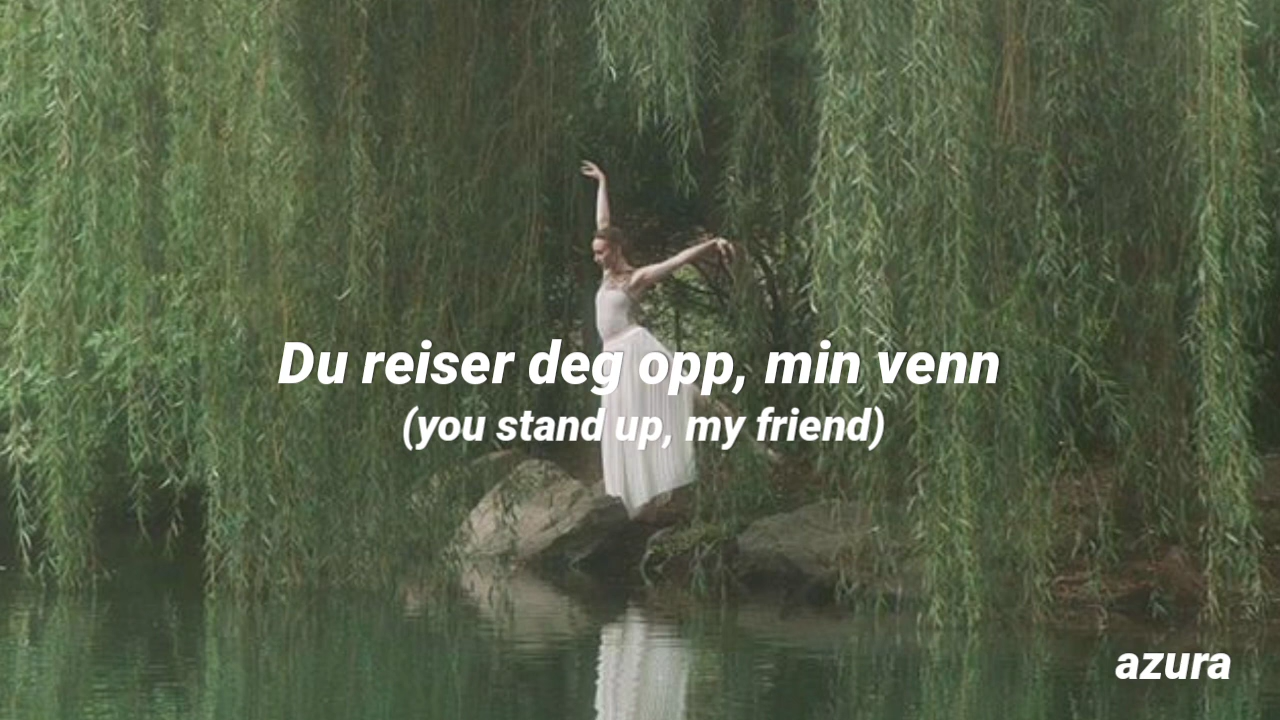 Du reiser deg opp, min venn
(you stand up, my friend)
azura